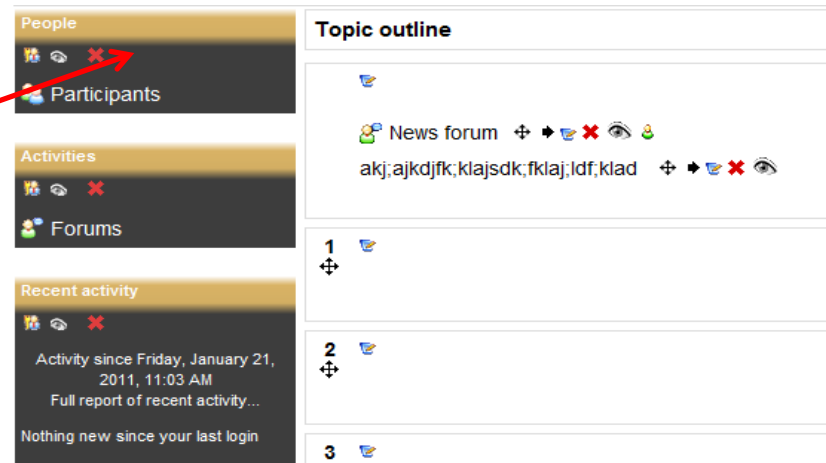 People
Participants
Activities
Forums
Recent activity
Activity since Friday, January 21,
2011, 11:03 AM
Full report of recent activity...
Nothing new since your last login
Topic outline
News forum
akj;ajkdjfk;klajsdk;fklaj;ldf;klad
1
2
3